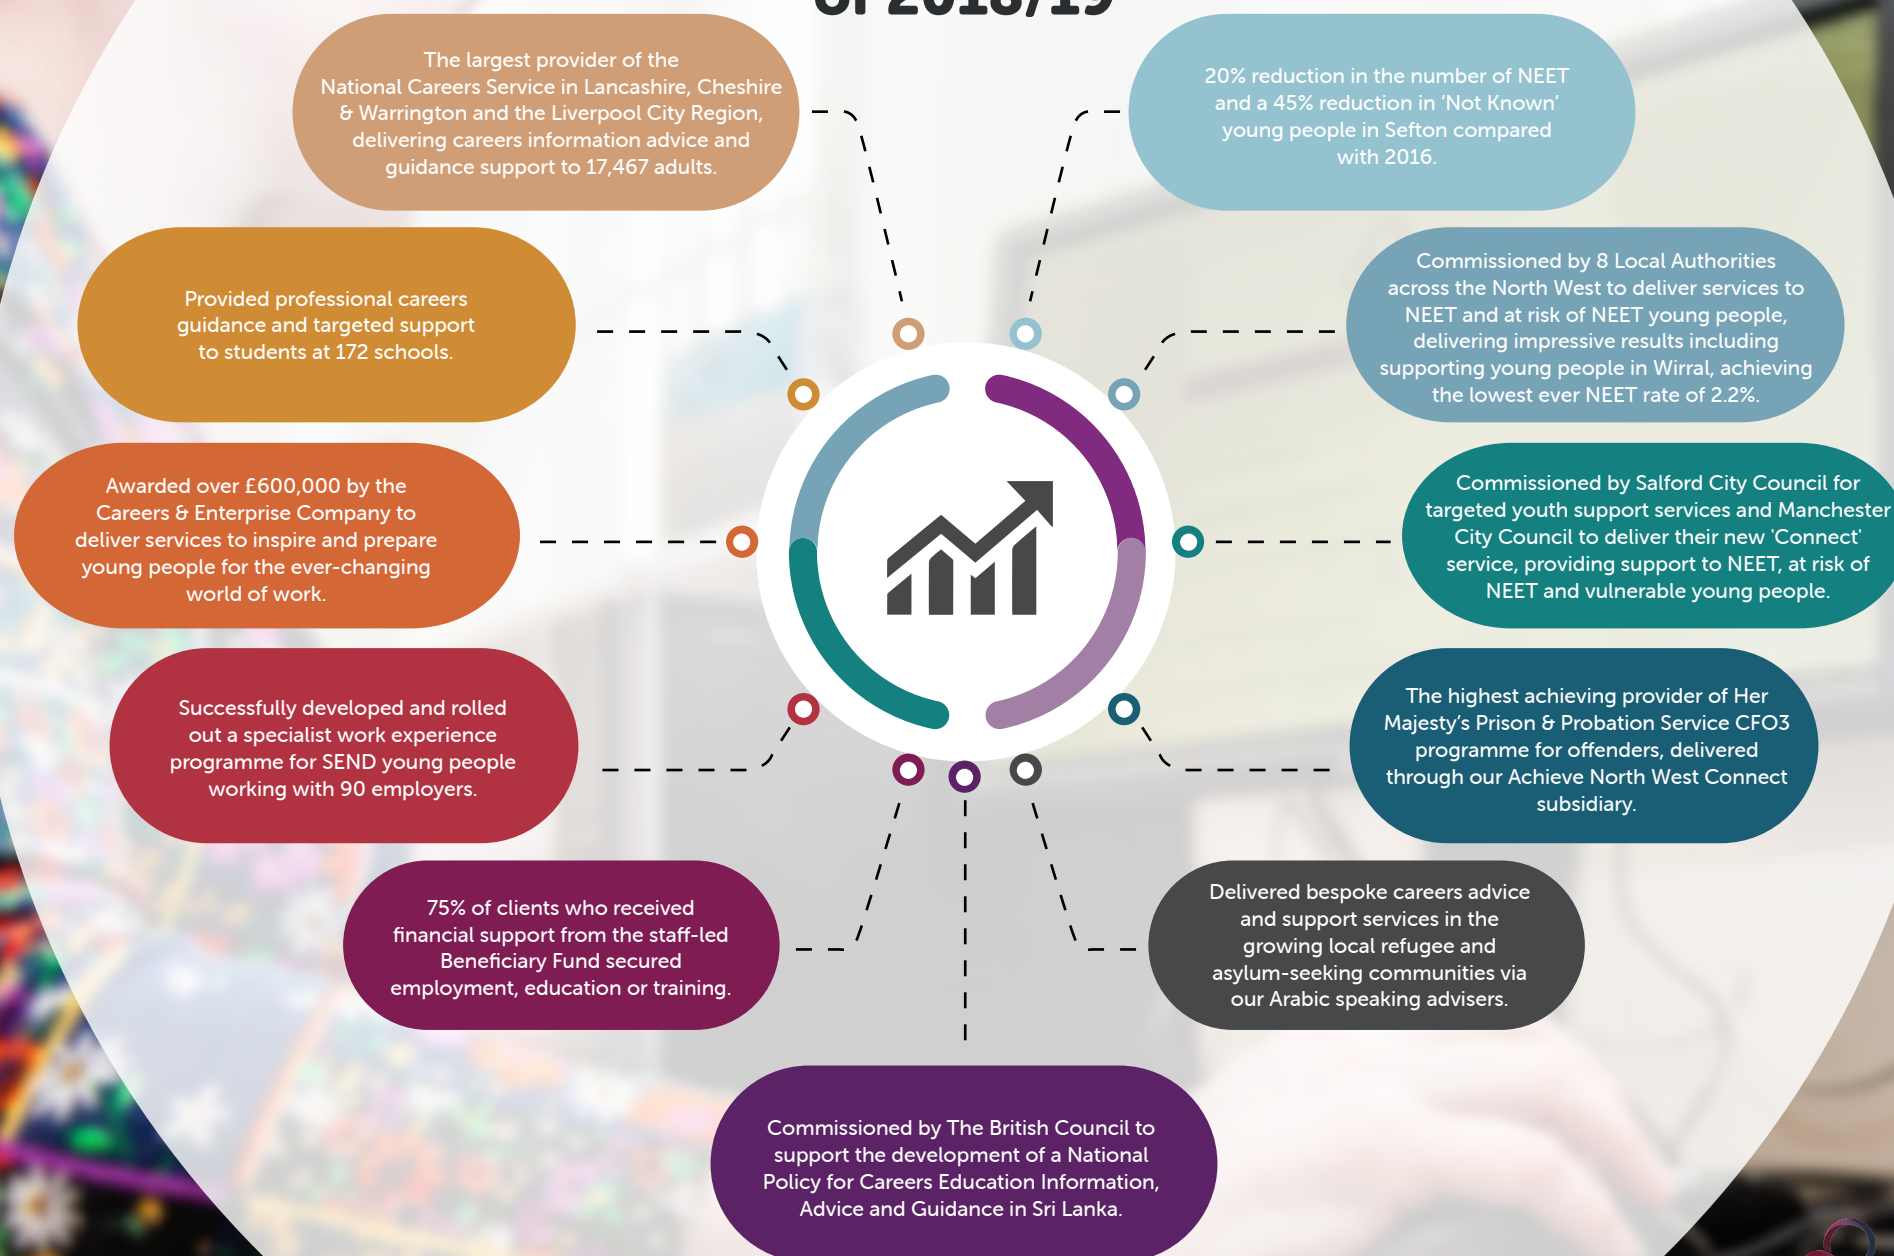 of 2018/19
The largest provider of the
National Careers Service in Lancashire, Cheshire
& Warrington and the Liverpool City Region,
delivering careers information advice and
guidance support to 17,467 adults.
20% reduction in the number of NEET
and a 45% reduction in ‘Not Known’
young people in Sefton compared
with 2016.
Provided professional careers
guidance and targeted support
to students at 172 schools.
Commissioned by 8 Local Authorities
across the North West to deliver services to
NEET and at risk of NEET young people,
delivering impressive results including
supporting young people in Wirral, achieving
the lowest ever NEET rate of 2.2%.
Awarded over £600,000 by the
Careers & Enterprise Company to
deliver services to inspire and prepare
young people for the ever-changing
world of work.
Commissioned by Salford City Council for
targeted youth support services and Manchester
City Council to deliver their new 'Connect'
service, providing support to NEET, at risk of
NEET and vulnerable young people.
Successfully developed and rolled
out a specialist work experience
programme for SEND young people
working with 90 employers.
The highest achieving provider of Her
Majesty’s Prison & Probation Service CFO3
programme for offenders, delivered
through our Achieve North West Connect
subsidiary.
75% of clients who received
financial support from the staff-led
Beneficiary Fund secured
employment, education or training.
Delivered bespoke careers advice
and support services in the
growing local refugee and
asylum-seeking communities via
our Arabic speaking advisers.
Commissioned by The British Council to
support the development of a National
Policy for Careers Education Information,
Advice and Guidance in Sri Lanka.